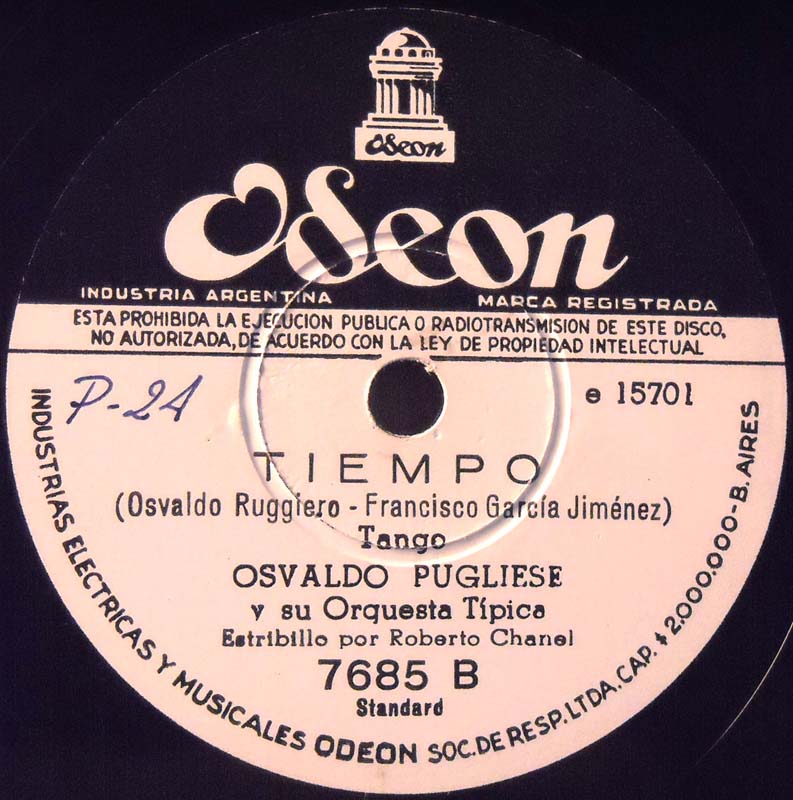 Odeon
Odeon
INDUSTRIA ARGENTINA MARCA REGISTRADA
ESTA PROHIBIDA LA EJECUCION PUBLICA O RADIOTRANSMISION DE ESTE DISCO,
NO AUTORIZADA, DE ACUERDO CON LA LEY DE PROPIEDAD INTELECTUAL
P-24
e 15701
TIEMPO
(Osvaldo Ruggiero - Francisco García Jiménez)
Tango
OSVALDO PUGLIESE
y su Orquesta Típica
Estribillo por Roberto Chanel
7685 B
Standard
INDUSTRIAS ELECTRICAS Y MUSICALES ODEON SOC. DE RESP. LTDA. CAP. $ 2.000.000-B. AIRES